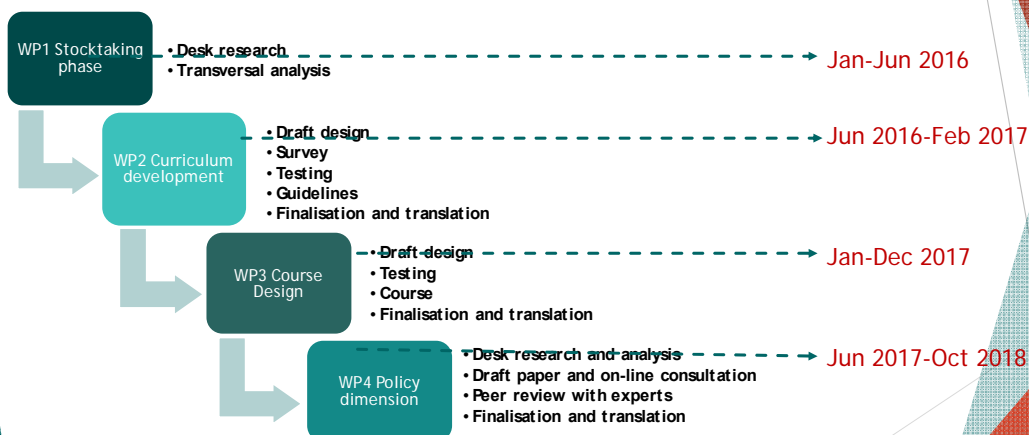 WP1 Stocktaking
phase
• Desk research
• Transversal analysis
Jan-Jun 2016
WP2 Curriculum
development
• Draft design
• Survey
• Testing
• Guidelines
• Finalisation and translation
Jun 2016-Feb 2017
WP3 Course
Design
• Draft design
• Testing
• Course
• Finalisation and translation
Jan-Dec 2017
WP4 Policy
dimension
• Desk research and analysis
• Draft paper and on-line consultation
• Peer review with experts
• Finalisation and translation
Jun 2017-Oct 2018